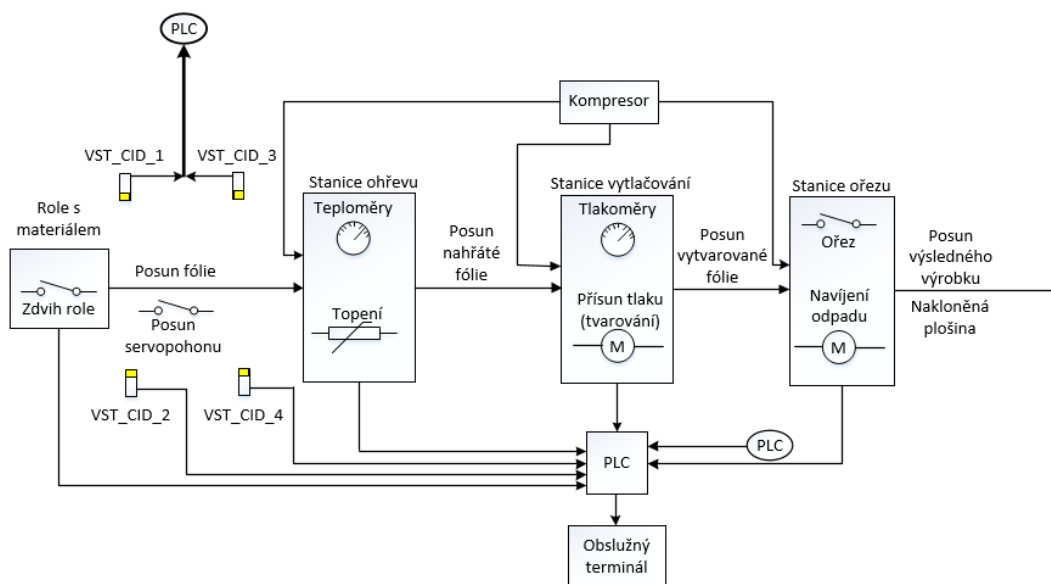 PLC
Kompresor
VST_CID_1
VST_CID_3
Stanice ohřevu
Stanice vytlačování
Stanice ořezu
Role s
materiálem
Teploměry
Tlakoměry
Ořez
Posun
nahřáté
fólie
Posun
vytvarované
fólie
Posun
výsledného
výrobku
Posun fólie
Zdvih role
Posun
servopohonu
Topení
Přísun tlaku
(tvarování)
M
Navíjení
odpadu
M
Nakloněná
plošina
VST_CID_2
VST_CID_4
PLC
PLC
Obslužný
terminál